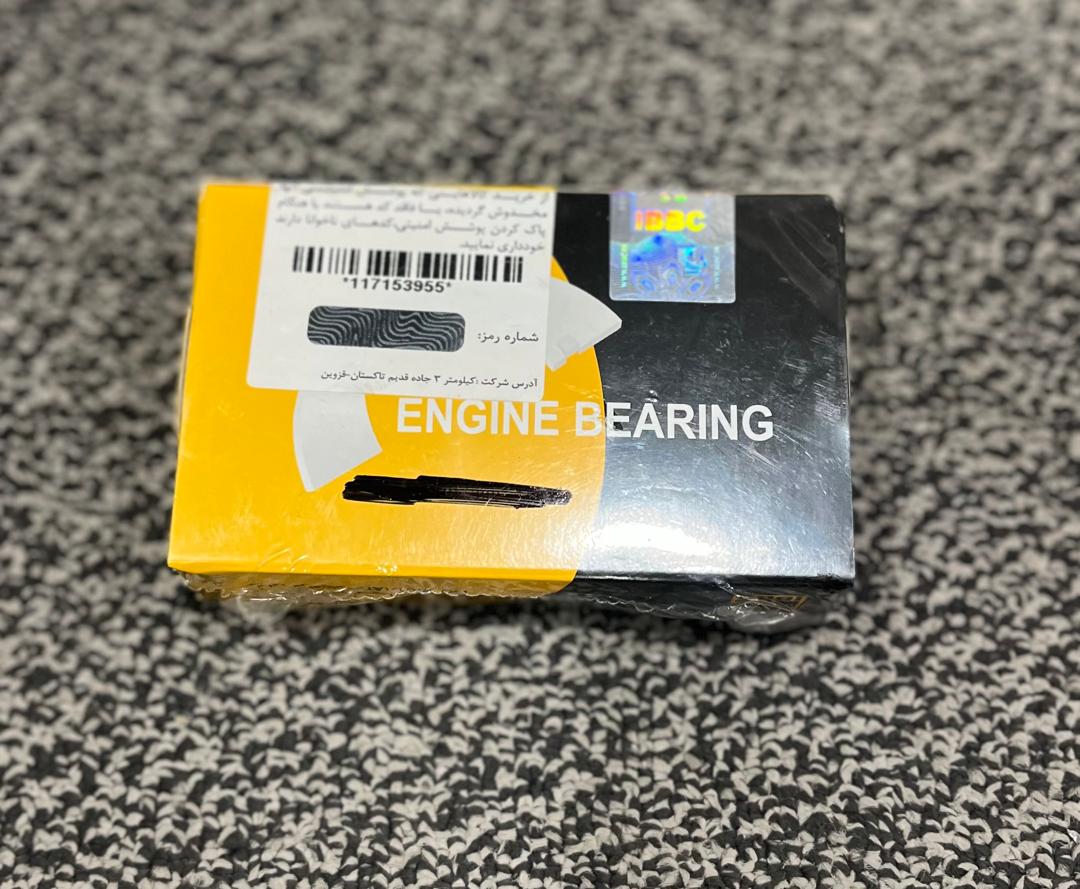 از خرید کالاهایی که پوشش امنیتی آنها
مخدوش گردیده، یا فاقد کد هستند یا هنگام
پاک کردن پوشش امنیتی،کدهای ناخوانا دارند
خودداری نمایید.
*117153955*
شماره رمز:
آدرس شرکت :کیلومتر ۳ جاده قدیم تاکستان-قزوین
IBBC
ENGINE BEARING